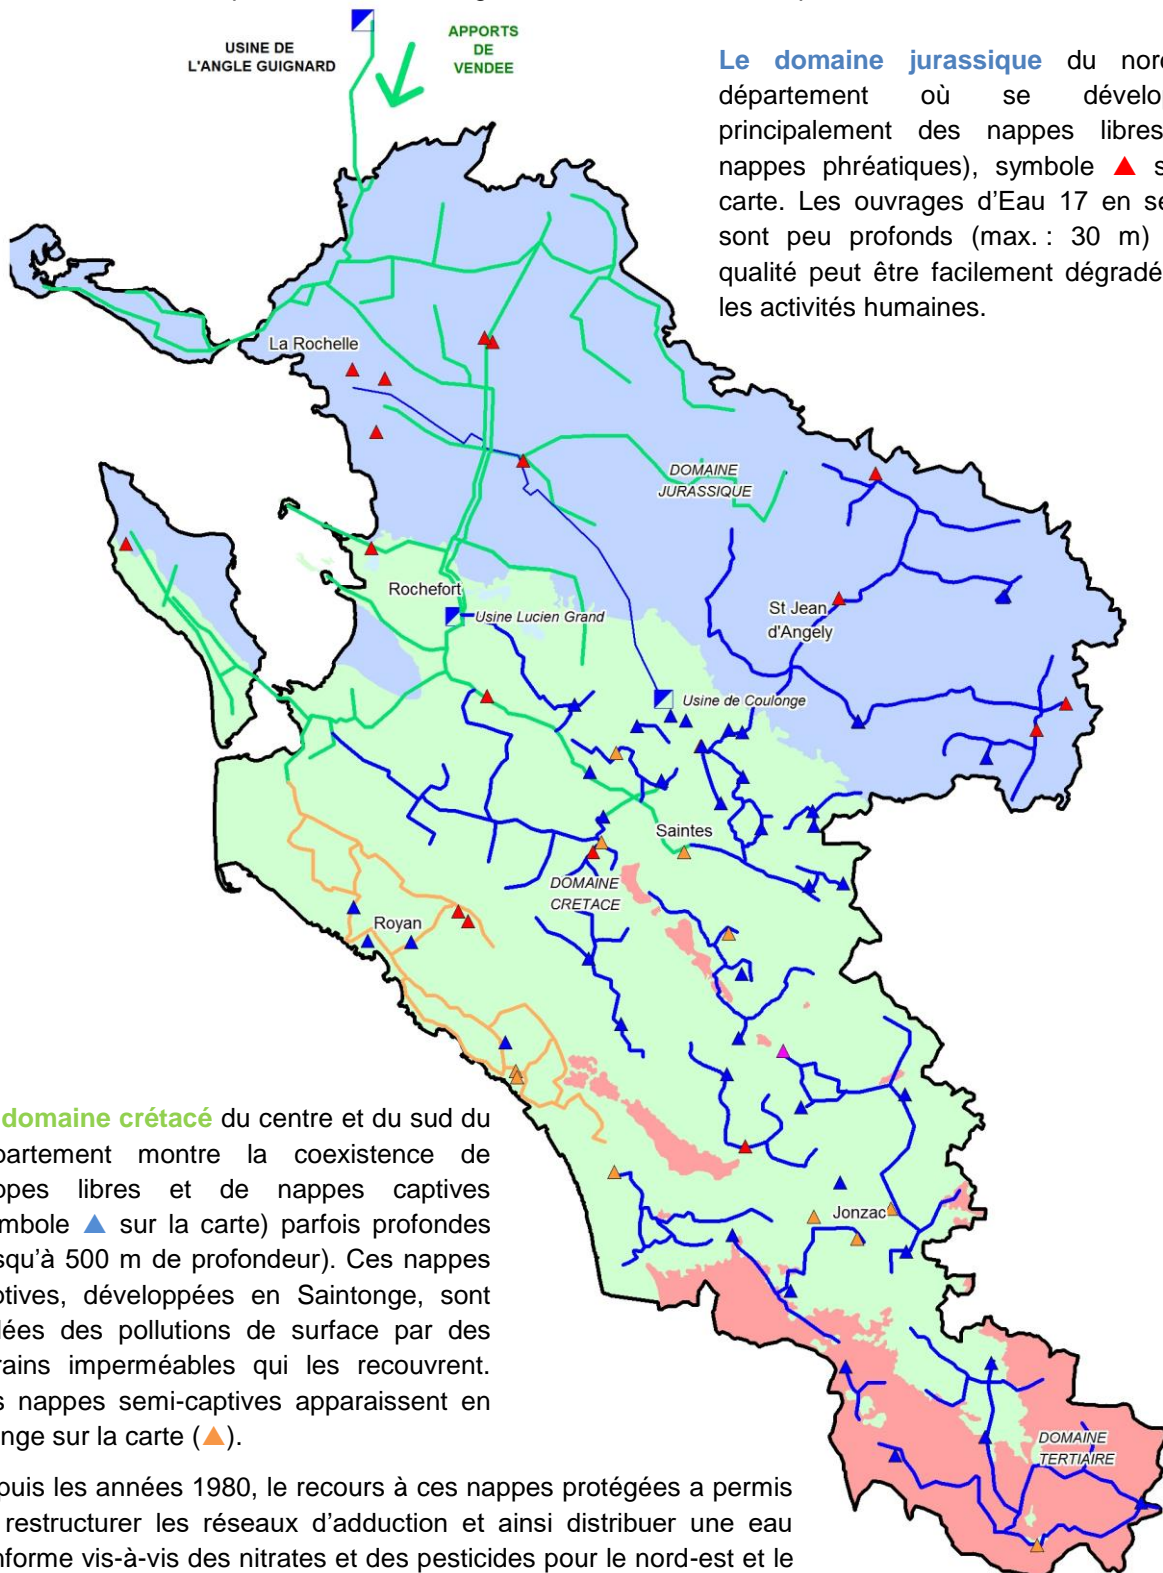 USINE DE
L'ANGLE GUIGNARD
APPORTS
DE
VENDEE
Le domaine jurassique du nor
département où se dévelo
principalement des nappes libres
nappes phréatiques), symbole ▲ s
carte. Les ouvrages d'Eau 17 en se
sont peu profonds (max. : 30 m)
qualité peut être facilement dégradé
les activités humaines.
La Rochelle
DOMAINE
JURASSIQUE
Rochefort
Usine Lucien Grand
St Jean
d'Angely
Usine de Coulonge
Saintes
DOMAINE
CRETACE
Royan
Jonzac
DOMAINE
TERTIAIRE
domaine crétacé du centre et du sud du
partement montre la coexistence de
ppes libres et de nappes captives
mbole ▲ sur la carte) parfois profondes
squ'à 500 m de profondeur). Ces nappes
ptives, développées en Saintonge, sont
lées des pollutions de surface par des
rains imperméables qui les recouvrent.
s nappes semi-captives apparaissent en
nge sur la carte (▲).
puis les années 1980, le recours à ces nappes protégées a permis
restructurer les réseaux d'adduction et ainsi distribuer une eau
nforme vis-à-vis des nitrates et des pesticides pour le nord-est et le